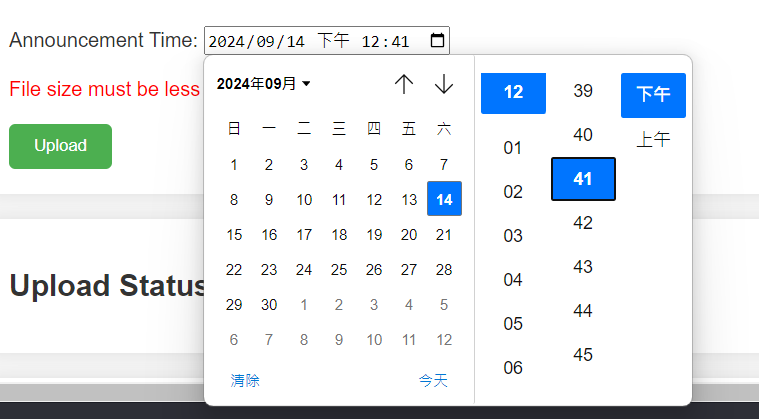 Announcement Time: 2024/09/14 下午 12:41
File size must be less
Upload
Upload Status
2024年09月
日 一 二 三 四 五 六
1 2 3 4 5 6 7
8 9 10 11 12 13 14
15 16 17 18 19 20 21
22 23 24 25 26 27 28
29 30 1 2 3 4 5
6 7 8 9 10 11 12
清除 今天
12 39 下午
01 40 上午
02 41
03 42
04 43
05 44
06 45